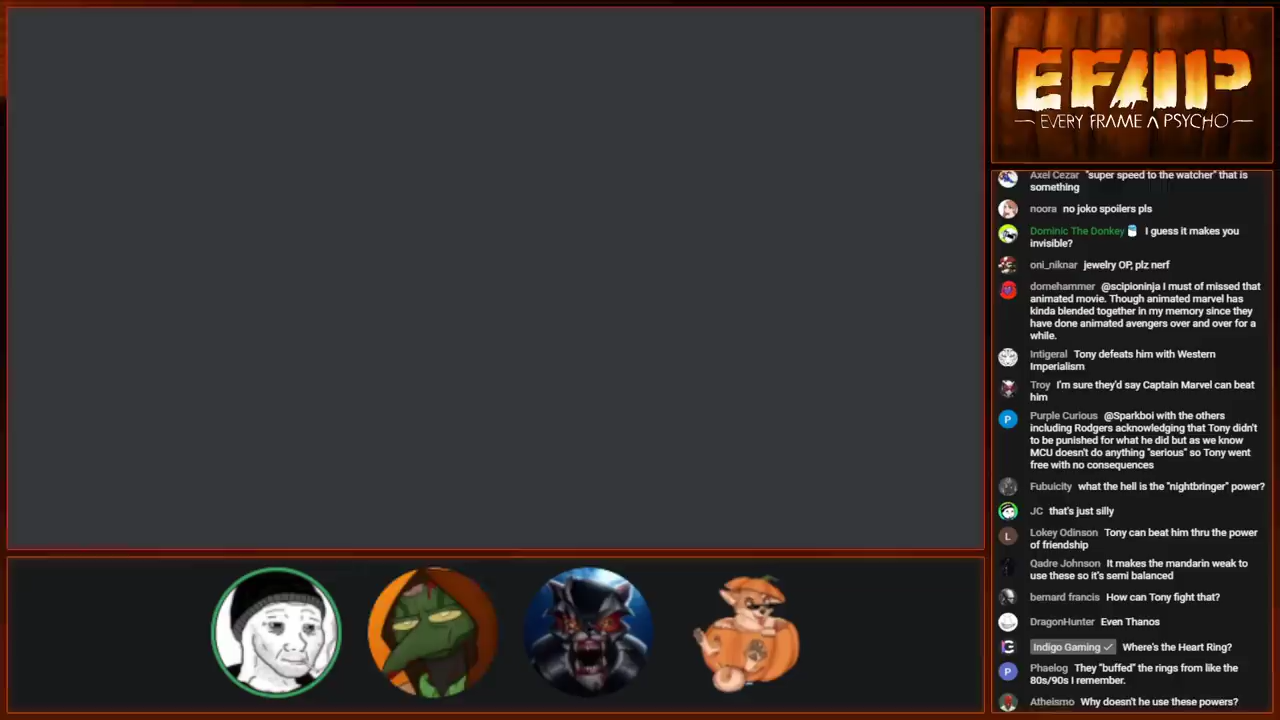 EFAP
EVERY FRAME A PSYCHO
Axel Cezar "super speed to the watcher" that is
something
noora no joko spoilers pls
Dominic The Donkey I guess it makes you
invisible?
oni_niknar jewelry OP, plz nerf
domehammer @scipioninja I must of missed that
animated movie. Though animated marvel has
kinda blended together in my memory since they
have done animated avengers over and over for a
while.
Intigeral Tony defeats him with Western
Imperialism
Troy I'm sure they'd say Captain Marvel can beat
him
P Purple Curious @Sparkboi with the others
including Rodgers acknowledging that Tony didn't
to be punished for what he did but as we know
MCU doesn't do anything "serious" so Tony went
free with no consequences
Fubuicity what the hell is the "nightbringer" power?
JC that's just silly
L Lokey Odinson Tony can beat him thru the power
of friendship
Qadre Johnson It makes the mandarin weak to
use these so it's semi balanced
bernard francis How can Tony fight that?
DragonHunter Even Thanos
Indigo Gaming ✓ Where's the Heart Ring?
P Phaelog They "buffed" the rings from like the
80s/90s I remember.
Atheismo Why doesn't he use these powers?